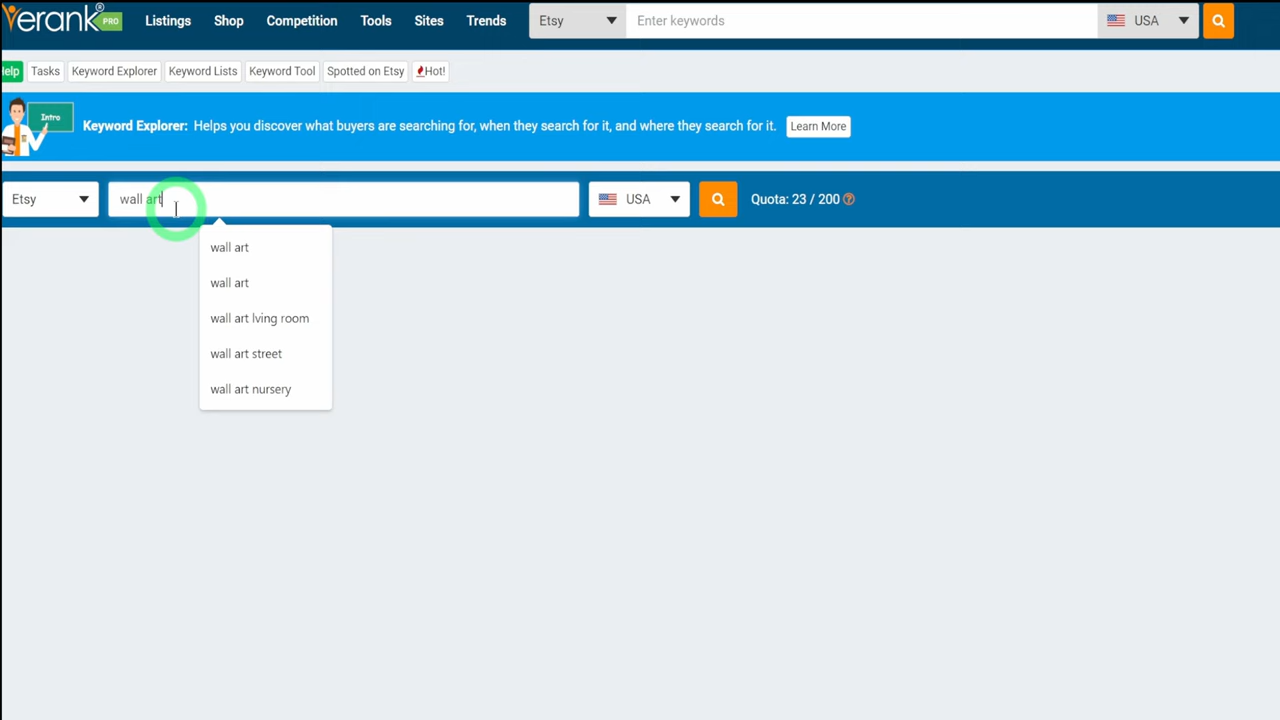 erank® PRO Listings Shop Competition Tools Sites Trends Etsy Enter keywords USA
Help Tasks Keyword Explorer Keyword Lists Keyword Tool Spotted on Etsy Hot!
Intro Keyword Explorer: Helps you discover what buyers are searching for, when they search for it, and where they search for it. Learn More
Etsy wall art USA Quota: 23 / 200
wall art
wall art
wall art lving room
wall art street
wall art nursery